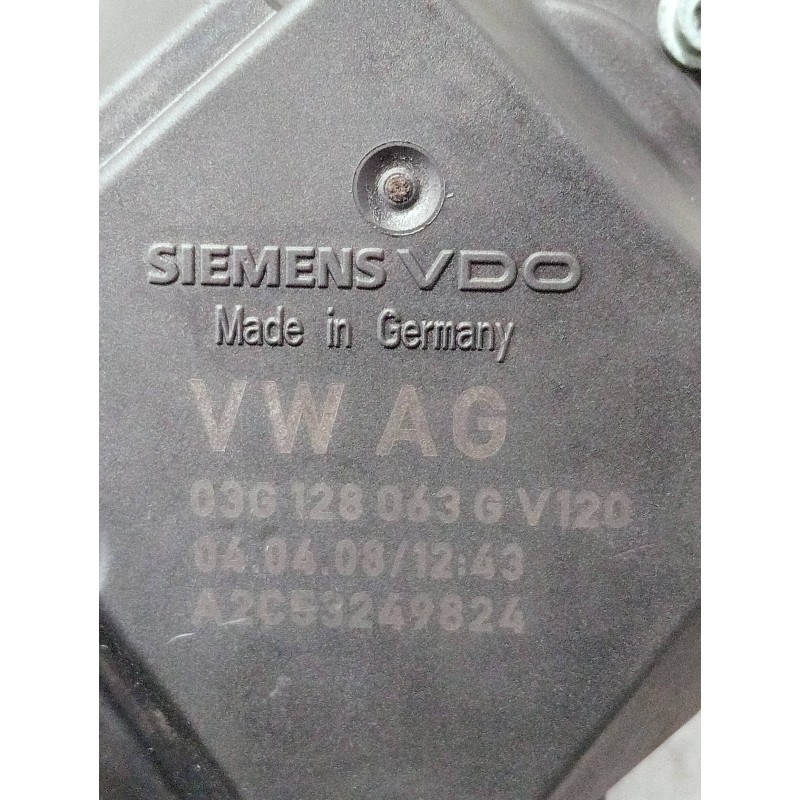 SIEMENS VDO
Made in Germany
VW AG
03G 128 063 G V120
04.04.08/12:43
A2C53249824